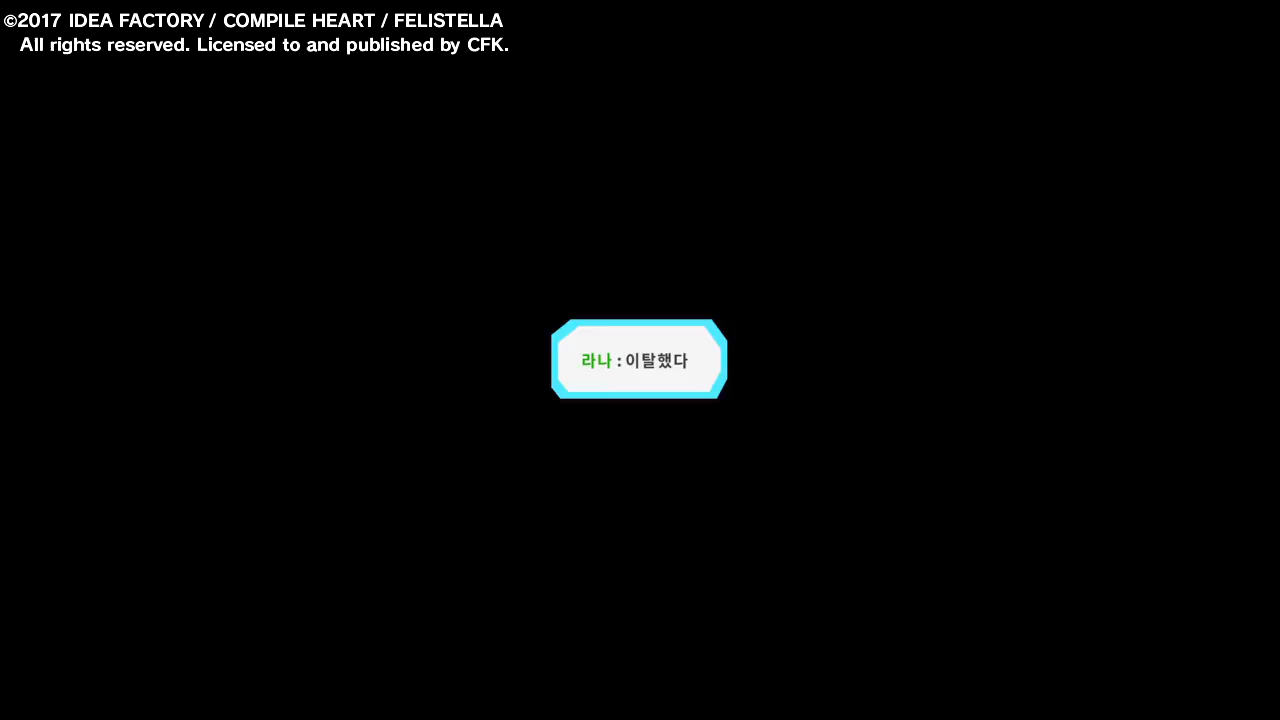 ©2017 IDEA FACTORY / COMPILE HEART / FELISTELLA
All rights reserved. Licensed to and published by CFK.
라나 : 이탈했다